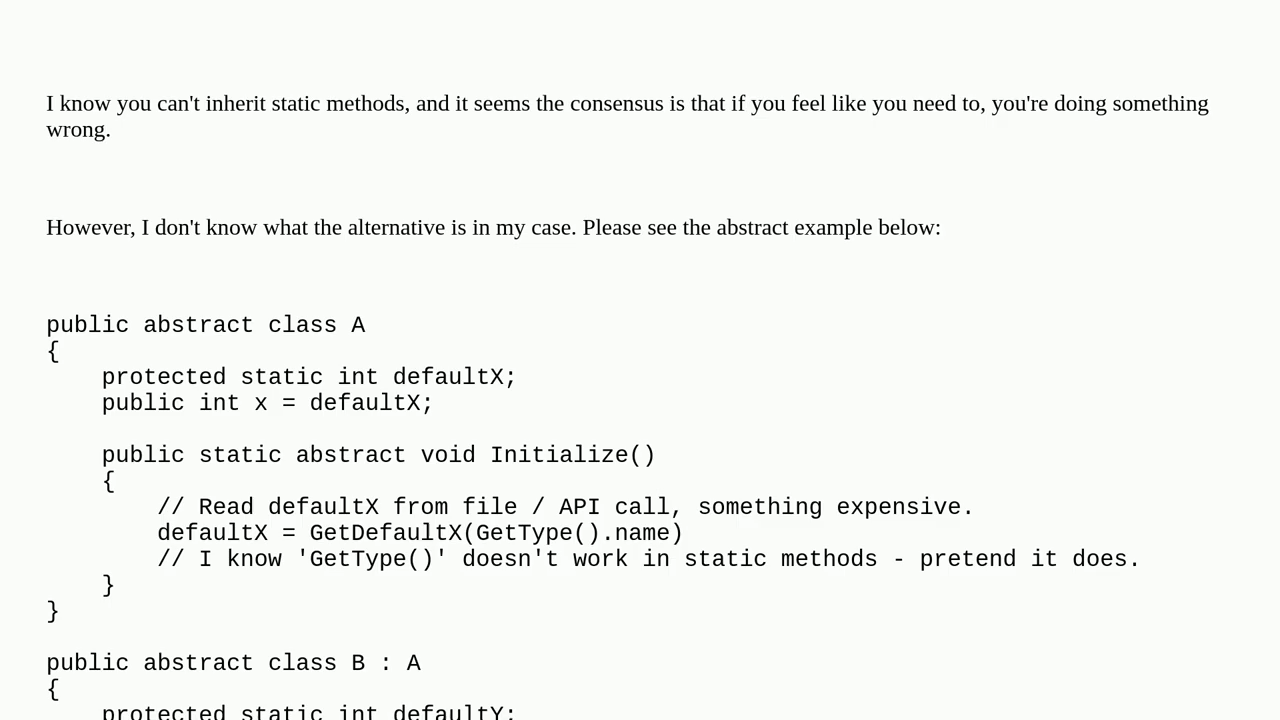 I know you can't inherit static methods, and it seems the consensus is that if you feel like you need to, you're doing something
wrong.
However, I don't know what the alternative is in my case. Please see the abstract example below:
public abstract class A
{
    protected static int defaultX;
    public int x = defaultX;
    public static abstract void Initialize()
    {
        // Read defaultX from file / API call, something expensive.
        defaultX = GetDefaultX(GetType().name)
        // I know 'GetType()' doesn't work in static methods - pretend it does.
    }
}
public abstract class B : A
{
    protected static int defaultY;